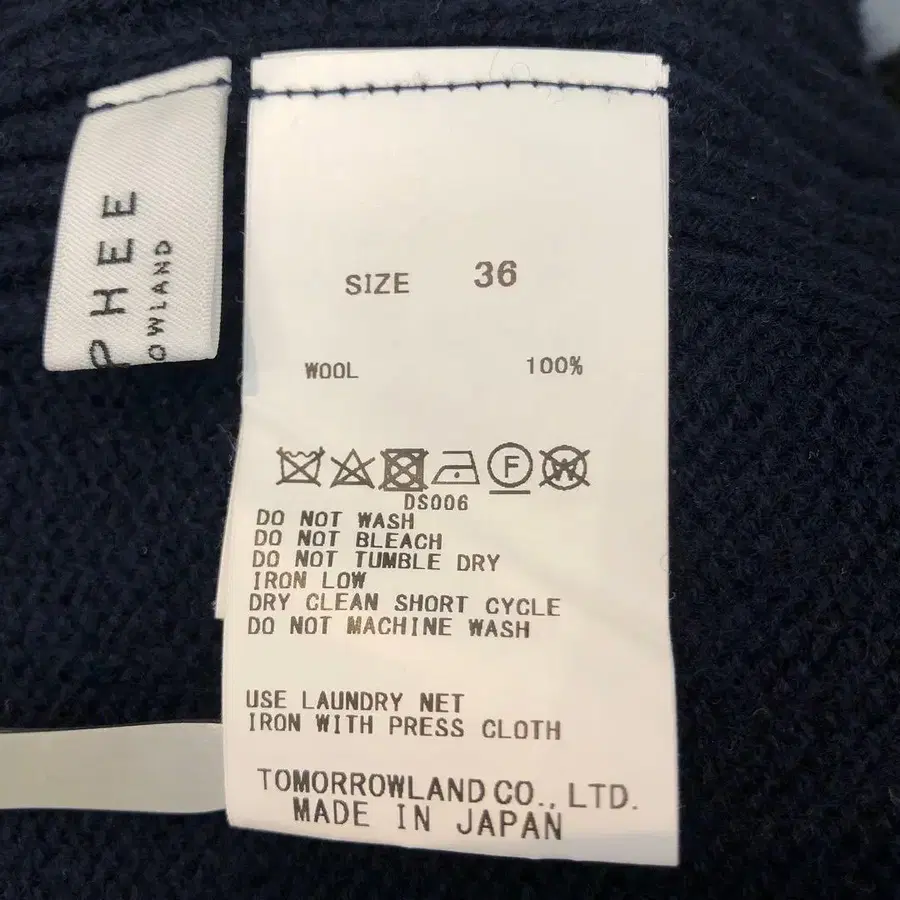 PHEE
OWLAND
SIZE 36
WOOL 100%
F
W
DS006
DO NOT WASH
DO NOT BLEACH
DO NOT TUMBLE DRY
IRON LOW
DRY CLEAN SHORT CYCLE
DO NOT MACHINE WASH
USE LAUNDRY NET
IRON WITH PRESS CLOTH
TOMORROWLAND CO., LTD.
MADE IN JAPAN